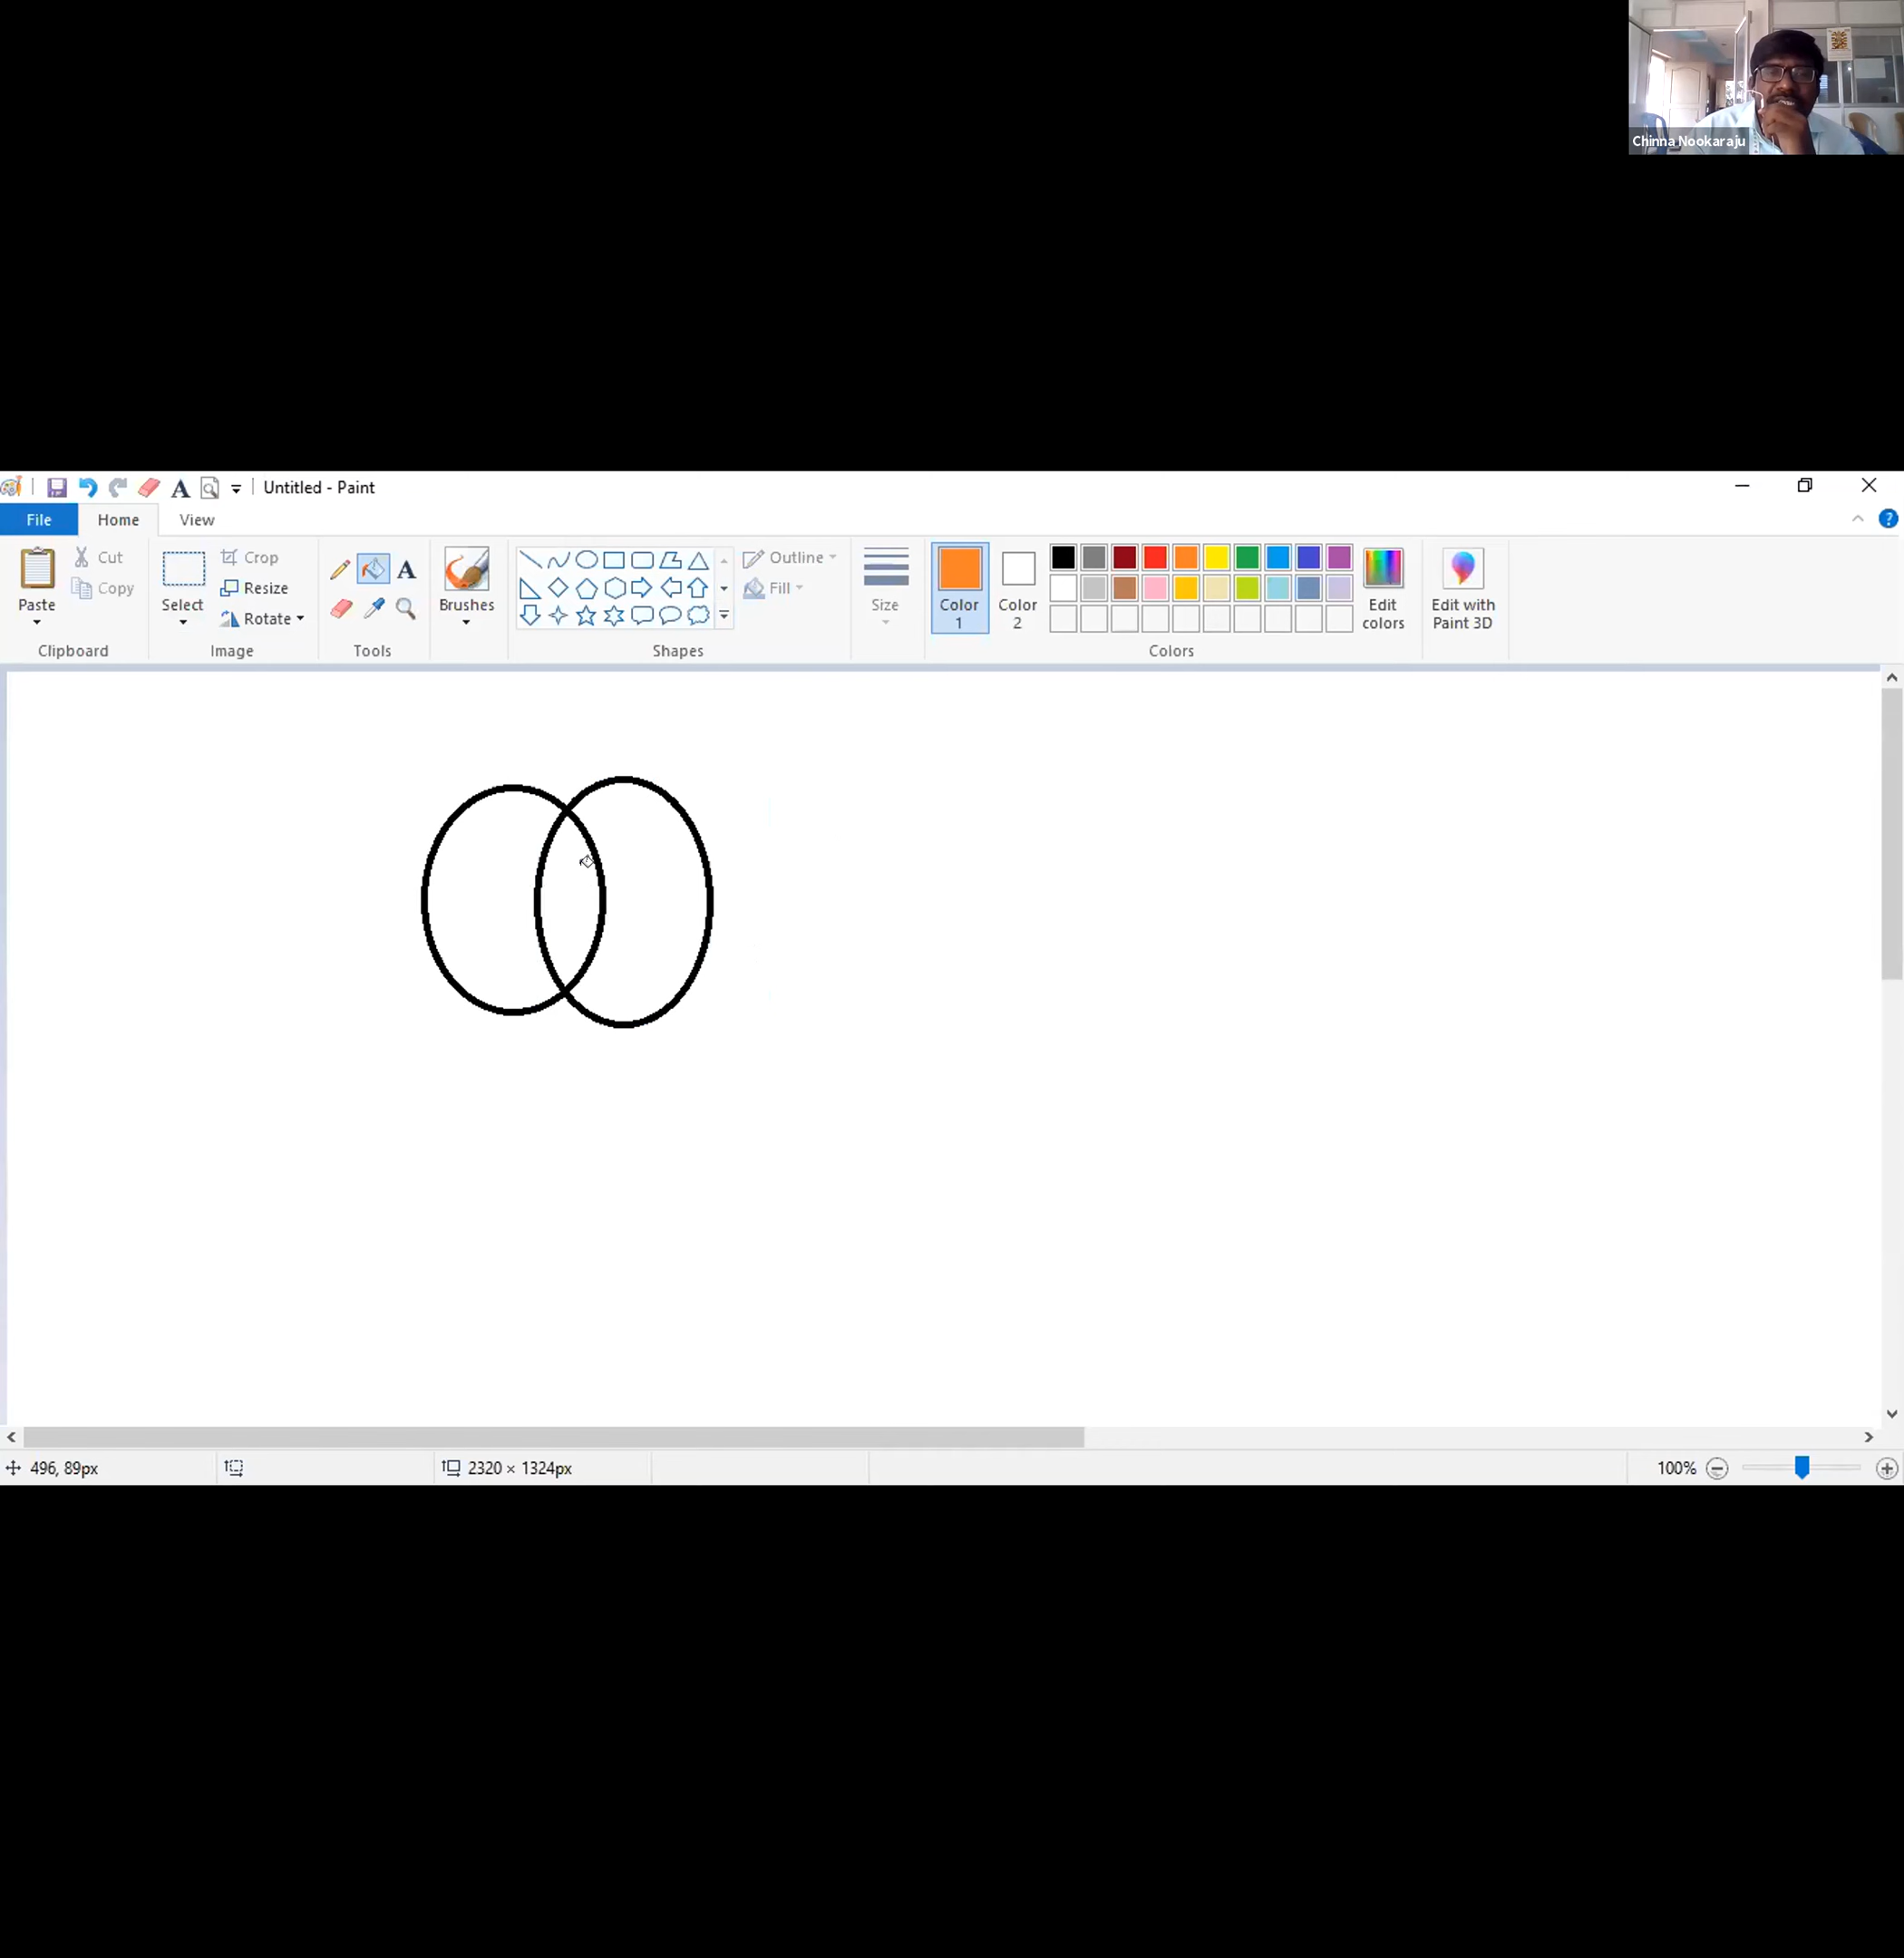 Chinna Nookaraju
Untitled - Paint
File Home View
Paste
Cut
Copy
Clipboard
Select
Crop
Resize
Rotate
Image
A
Tools
Brushes
Outline
Fill
Shapes
Size
Color 1
Color 2
Edit colors
Colors
Edit with Paint 3D
496, 89px
2320 × 1324px
100%